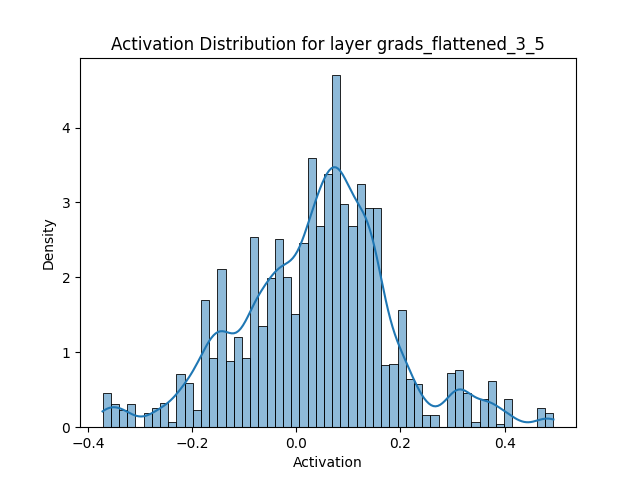 Activation Distribution for layer grads_flattened_3_5
Density
4
3
2
1
0
−0.4 −0.2 0.0 0.2 0.4
Activation